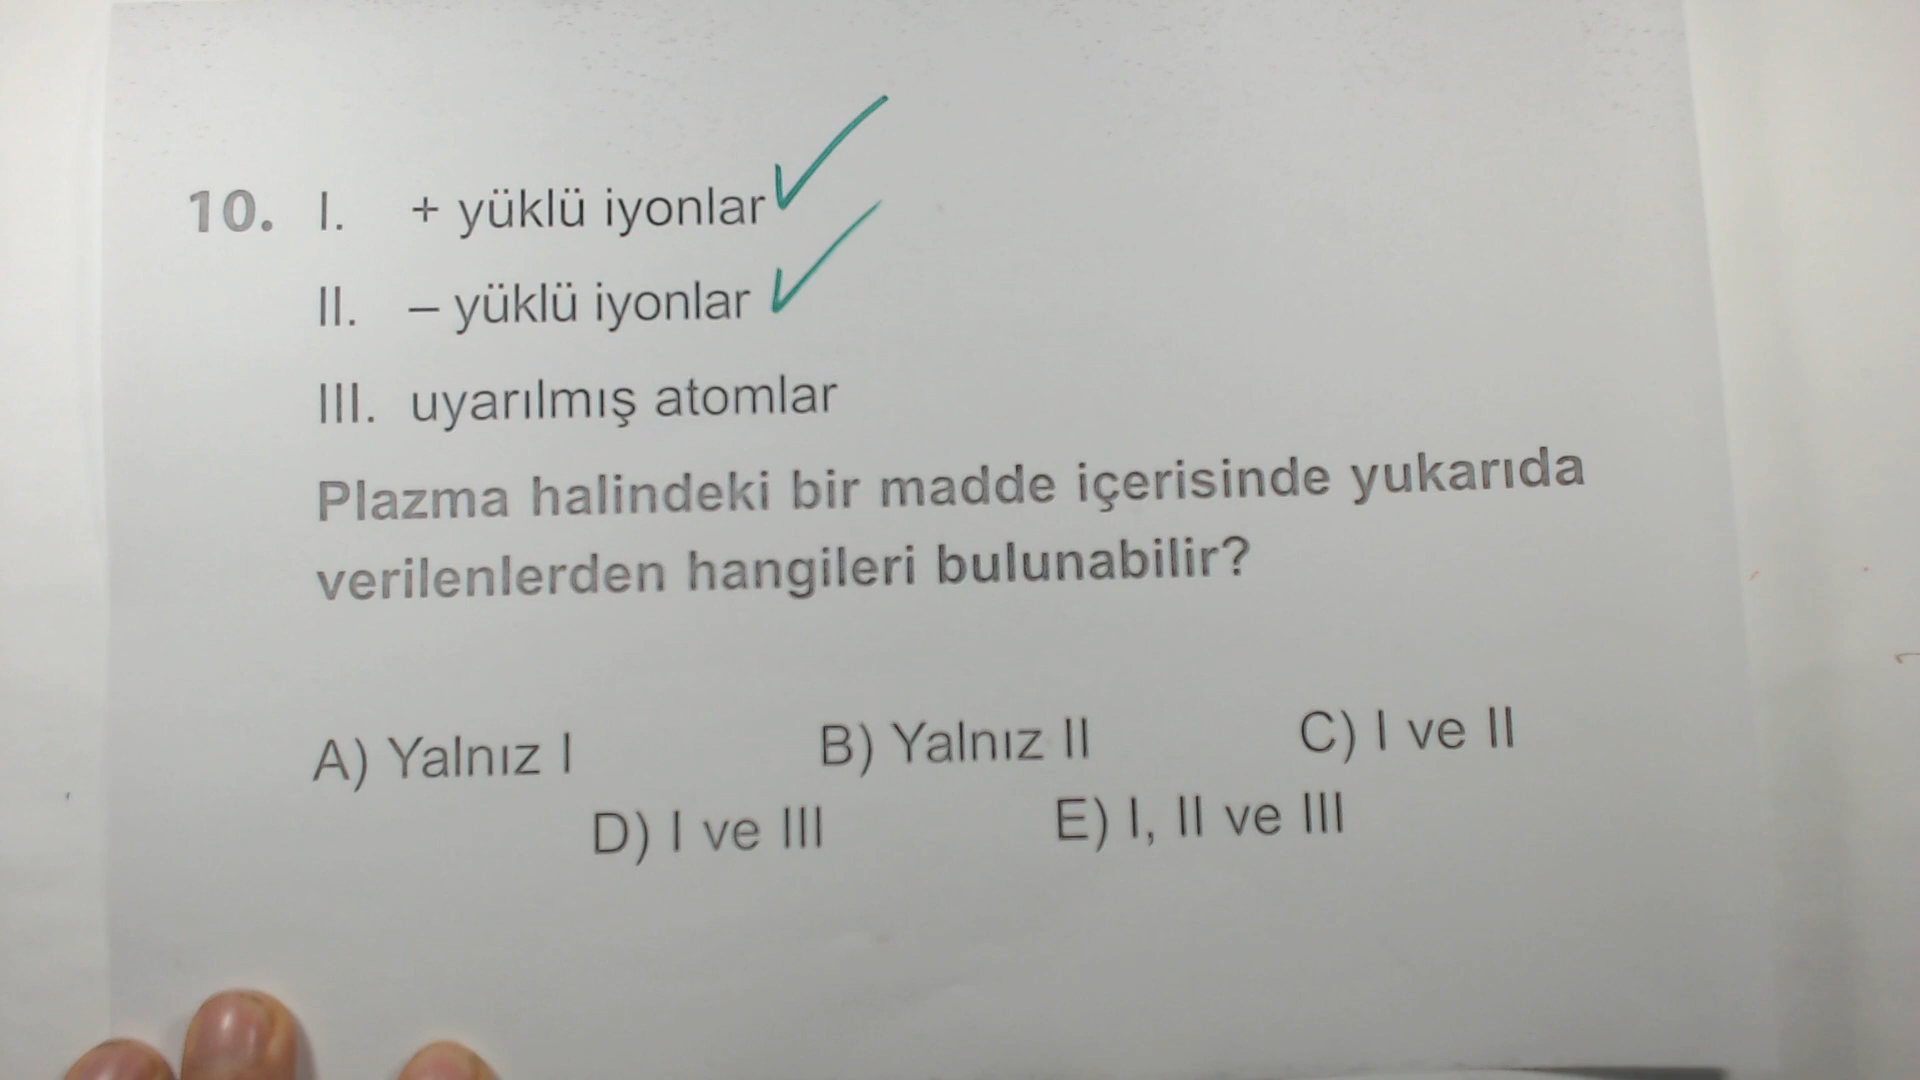 10. I. + yüklü iyonlar
II. – yüklü iyonlar
III. uyarılmış atomlar
Plazma halindeki bir madde içerisinde yukarıda
verilenlerden hangileri bulunabilir?
A) Yalnız I B) Yalnız II C) I ve II
D) I ve III E) I, II ve III